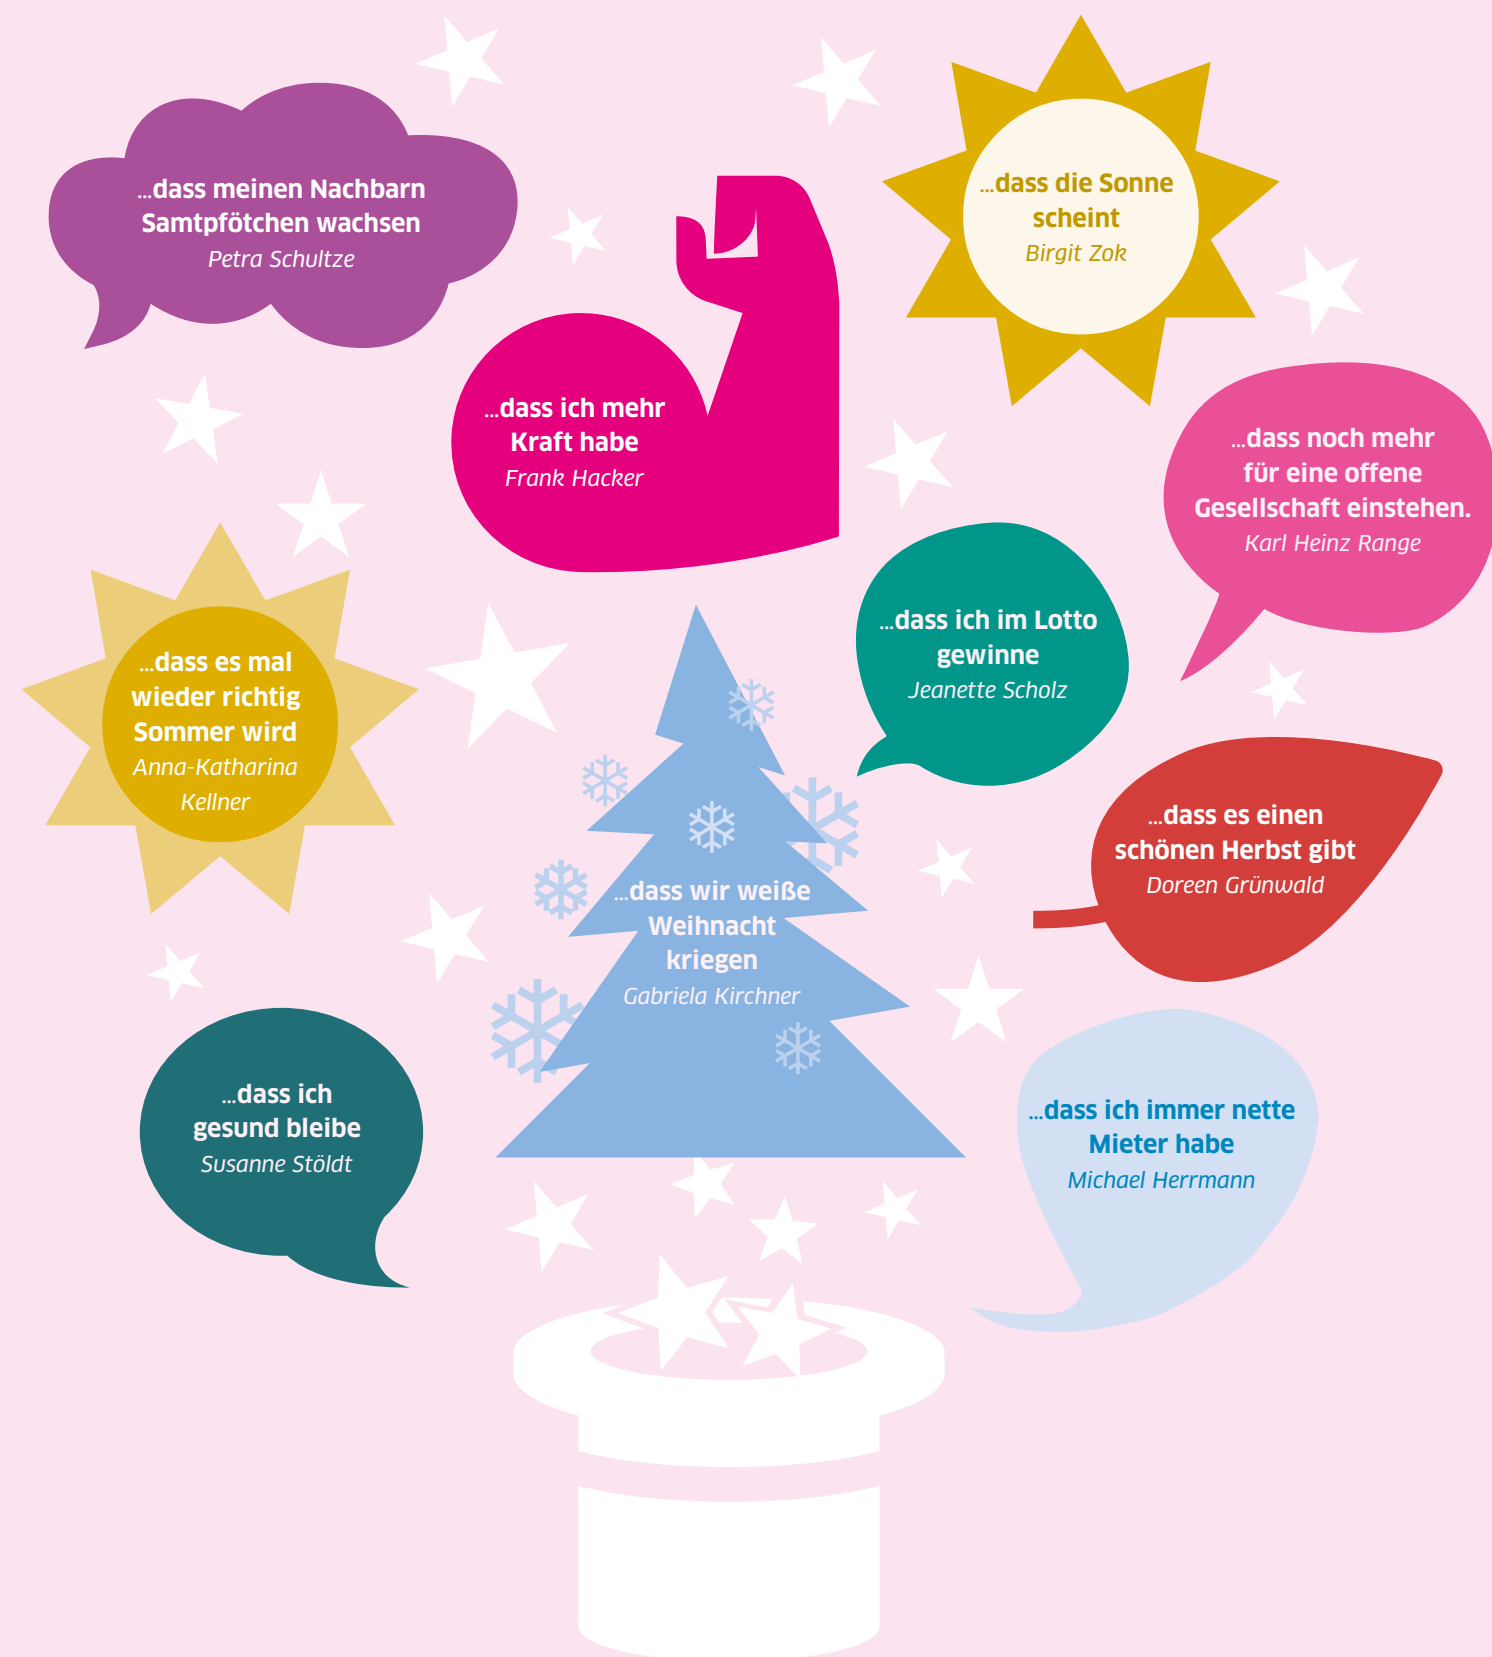 ...dass meinen Nachbarn
Samtpfötchen wachsen
Petra Schultze
...dass die Sonne
scheint
Birgit Zok
...dass ich mehr
Kraft habe
Frank Hacker
...dass noch mehr
für eine offene
Gesellschaft einstehen.
Karl Heinz Range
...dass es mal
wieder richtig
Sommer wird
Anna-Katharina
Kellner
...dass ich im Lotto
gewinne
Jeanette Scholz
...dass es einen
schönen Herbst gibt
Doreen Grünwald
...dass wir weiße
Weihnacht
kriegen
Gabriela Kirchner
...dass ich
gesund bleibe
Susanne Stöldt
...dass ich immer nette
Mieter habe
Michael Herrmann